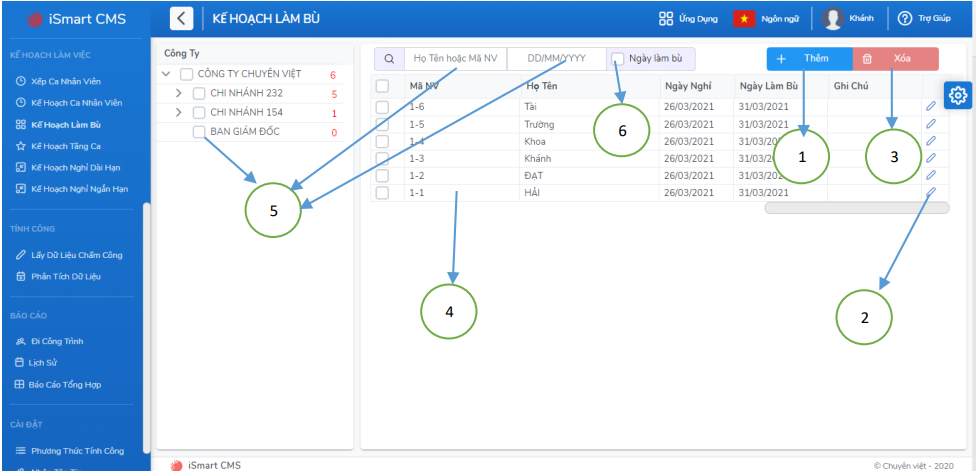 iSmart CMS
KẾ HOẠCH LÀM BÙ
Ứng Dụng
Ngôn ngữ
Khánh
Trợ Giúp
KẾ HOẠCH LÀM VIỆC
Xếp Ca Nhân Viên
Kế Hoạch Ca Nhân Viên
Kế Hoạch Làm Bù
Kế Hoạch Tăng Ca
Kế Hoạch Nghỉ Dài Hạn
Kế Hoạch Nghỉ Ngắn Hạn
TÍNH CÔNG
Lấy Dữ Liệu Chấm Công
Phân Tích Dữ Liệu
BÁO CÁO
Đi Công Trình
Lịch Sử
Báo Cáo Tổng Hợp
CÀI ĐẶT
Phương Thức Tính Công
Công Ty
CÔNG TY CHUYÊN VIỆT 6
CHI NHÁNH 232 5
CHI NHÁNH 154 1
BAN GIÁM ĐỐC 0
5
Họ Tên hoặc Mã NV DD/MM/YYYY Ngày làm bù
Thêm Xóa
Mã NV Họ Tên Ngày Nghỉ Ngày Làm Bù Ghi Chú
1-6 Tài 26/03/2021 31/03/2021
1-5 Trường 26/03/2021 31/03/2021
1-4 Khoa 26/03/2021
1-3 Khánh 26/03/2021
1-2 ĐẠT 26/03/2021
1-1 HẢI 26/03/2021 31/03/2021
6
1
3
4
2
iSmart CMS
© Chuyên việt - 2020